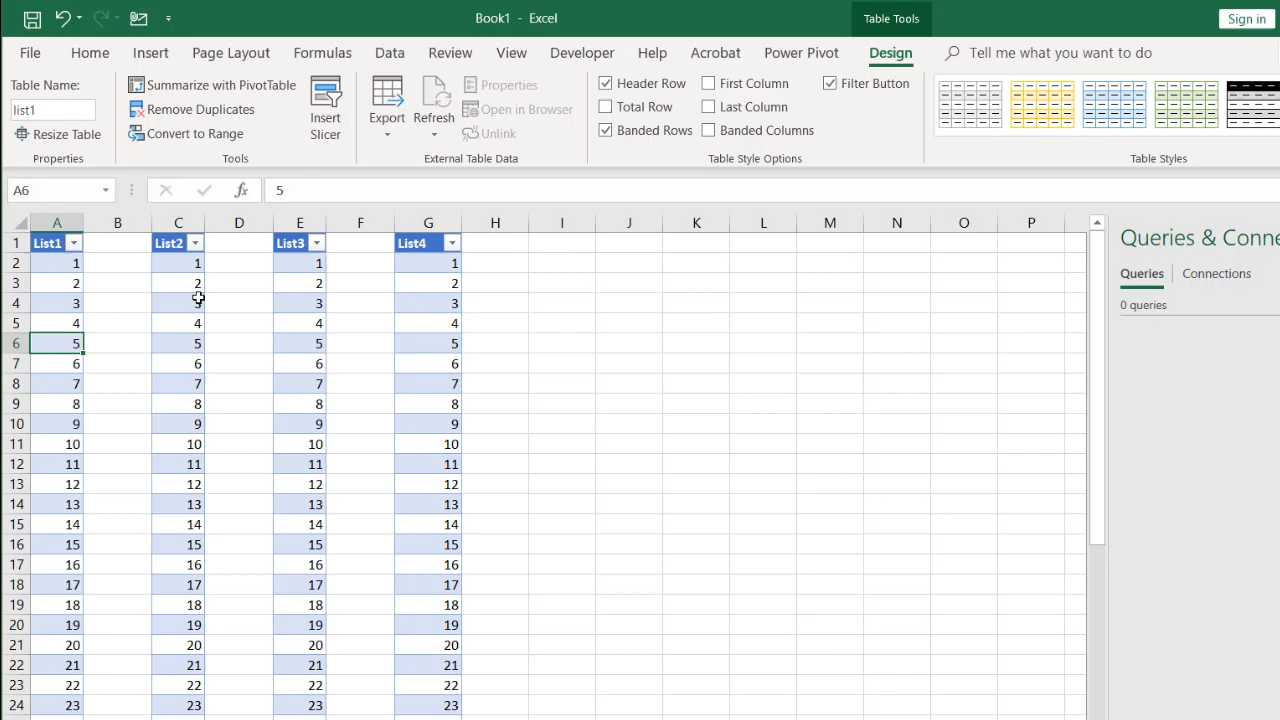 Book1 - Excel
Table Tools
Sign in
File Home Insert Page Layout Formulas Data Review View Developer Help Acrobat Power Pivot Design Tell me what you want to do
Table Name:
list1
Resize Table
Properties
Summarize with PivotTable
Remove Duplicates
Convert to Range
Insert
Slicer
Tools
Export
Refresh
Properties
Open in Browser
Unlink
External Table Data
Header Row
Total Row
Banded Rows
First Column
Last Column
Banded Columns
Filter Button
Table Style Options
Table Styles
A6 fx 5
A B C D E F G H I J K L M N O P
1 List1 List2 List3 List4
2 1 1 1 1
3 2 2 2 2
4 3 3 3
5 4 4 4 4
6 5 5 5 5
7 6 6 6 6
8 7 7 7 7
9 8 8 8 8
10 9 9 9 9
11 10 10 10 10
12 11 11 11 11
13 12 12 12 12
14 13 13 13 13
15 14 14 14 14
16 15 15 15 15
17 16 16 16 16
18 17 17 17 17
19 18 18 18 18
20 19 19 19 19
21 20 20 20 20
22 21 21 21 21
23 22 22 22 22
24 23 23 23 23
Queries & Conne
Queries Connections
0 queries